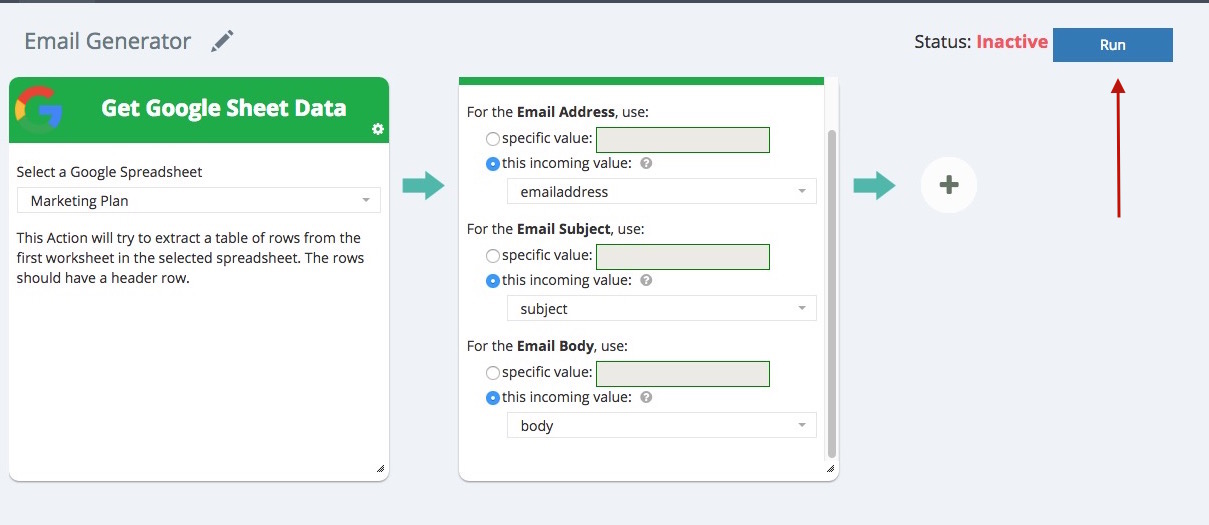 Email Generator
Status: Inactive
Run
Get Google Sheet Data
Select a Google Spreadsheet
Marketing Plan
This Action will try to extract a table of rows from the
first worksheet in the selected spreadsheet. The rows
should have a header row.
For the Email Address, use:
specific value:
this incoming value: ?
emailaddress
For the Email Subject, use:
specific value:
this incoming value: ?
subject
For the Email Body, use:
specific value:
this incoming value: ?
body